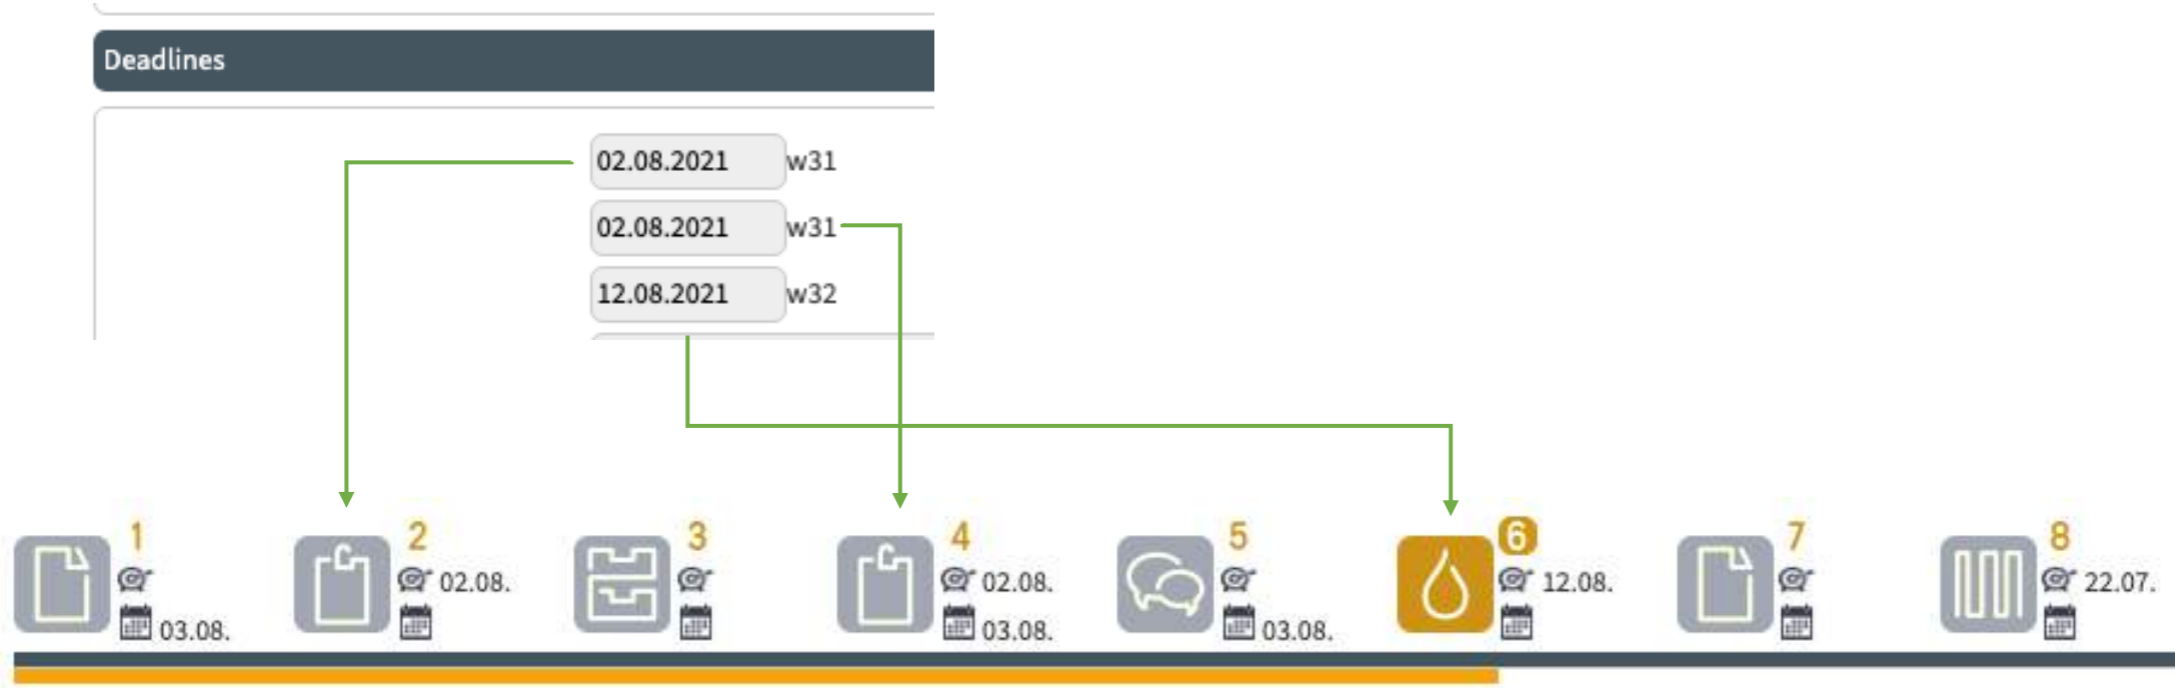 Deadlines
02.08.2021 w31
02.08.2021 w31
12.08.2021 w32
1 2 3 4 5 6 7 8
02.08. 02.08. 12.08. 22.07.
03.08. 03.08. 03.08.